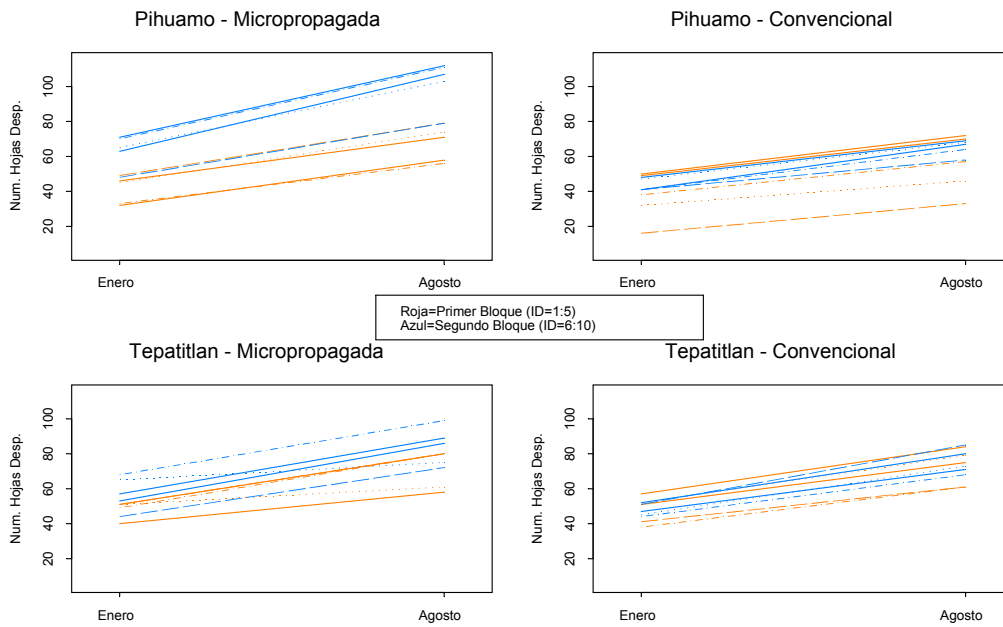 Pihuamo - Micropropagada
Num. Hojas Desp.
100
80
60
40
20
Enero
Agosto
Pihuamo - Convencional
Num. Hojas Desp.
100
80
60
40
20
Enero
Agosto
Roja=Primer Bloque (ID=1:5)
Azul=Segundo Bloque (ID=6:10)
Tepatitlan - Micropropagada
Num. Hojas Desp.
100
80
60
40
20
Enero
Agosto
Tepatitlan - Convencional
Num. Hojas Desp.
100
80
60
40
20
Enero
Agosto